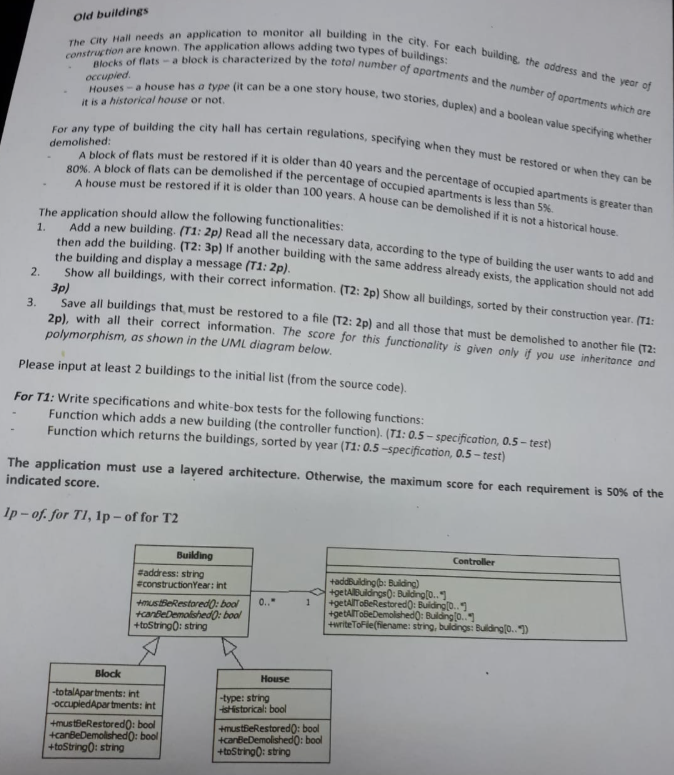 Old buildings
The City Hall needs an application to monitor all building in the city. For each building, the address and the year of
construction are known. The application allows adding two types of buildings:
- Blocks of flats – a block is characterized by the total number of apartments and the number of apartments which are
occupied.
- Houses – a house has a type (it can be a one story house, two stories, duplex) and a boolean value specifying whether
it is a historical house or not.
For any type of building the city hall has certain regulations, specifying when they must be restored or when they can be
demolished:
- A block of flats must be restored if it is older than 40 years and the percentage of occupied apartments is greater than
80%. A block of flats can be demolished if the percentage of occupied apartments is less than 5%.
- A house must be restored if it is older than 100 years. A house can be demolished if it is not a historical house.
The application should allow the following functionalities:
1. Add a new building. (T1: 2p) Read all the necessary data, according to the type of building the user wants to add and
then add the building. (T2: 3p) If another building with the same address already exists, the application should not add
the building and display a message (T1: 2p).
2. Show all buildings, with their correct information. (T2: 2p) Show all buildings, sorted by their construction year. (T1:
3p)
3. Save all buildings that must be restored to a file (T2: 2p) and all those that must be demolished to another file (T2:
2p), with all their correct information. The score for this functionality is given only if you use inheritance and
polymorphism, as shown in the UML diagram below.
Please input at least 2 buildings to the initial list (from the source code).
For T1: Write specifications and white-box tests for the following functions:
- Function which adds a new building (the controller function). (T1: 0.5 – specification, 0.5 – test)
- Function which returns the buildings, sorted by year (T1: 0.5 –specification, 0.5 – test)
The application must use a layered architecture. Otherwise, the maximum score for each requirement is 50% of the
indicated score.
1p – of. for T1, 1p – of for T2
Building
#address: string
#constructionYear: int
+mustBeRestored(): bool
+canBeDemolished(): bool
+toString(): string
0..* 1
Controller
+addBuilding(b: Building)
+getAllBuildings(): Building[0..*]
+getAllToBeRestored(): Building[0..*]
+getAllToBeDemolished(): Building[0..*]
+writeToFile(filename: string, buildings: Building[0..*])
Block
-totalApartments: int
-occupiedApartments: int
+mustBeRestored(): bool
+canBeDemolished(): bool
+toString(): string
House
-type: string
-isHistorical: bool
+mustBeRestored(): bool
+canBeDemolished(): bool
+toString(): string